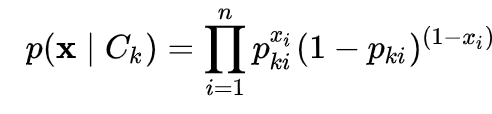 p(𝐱 | C_k) = ∏_{i=1}^{n} p_{ki}^{x_i} (1 − p_{ki})^{(1−x_i)}